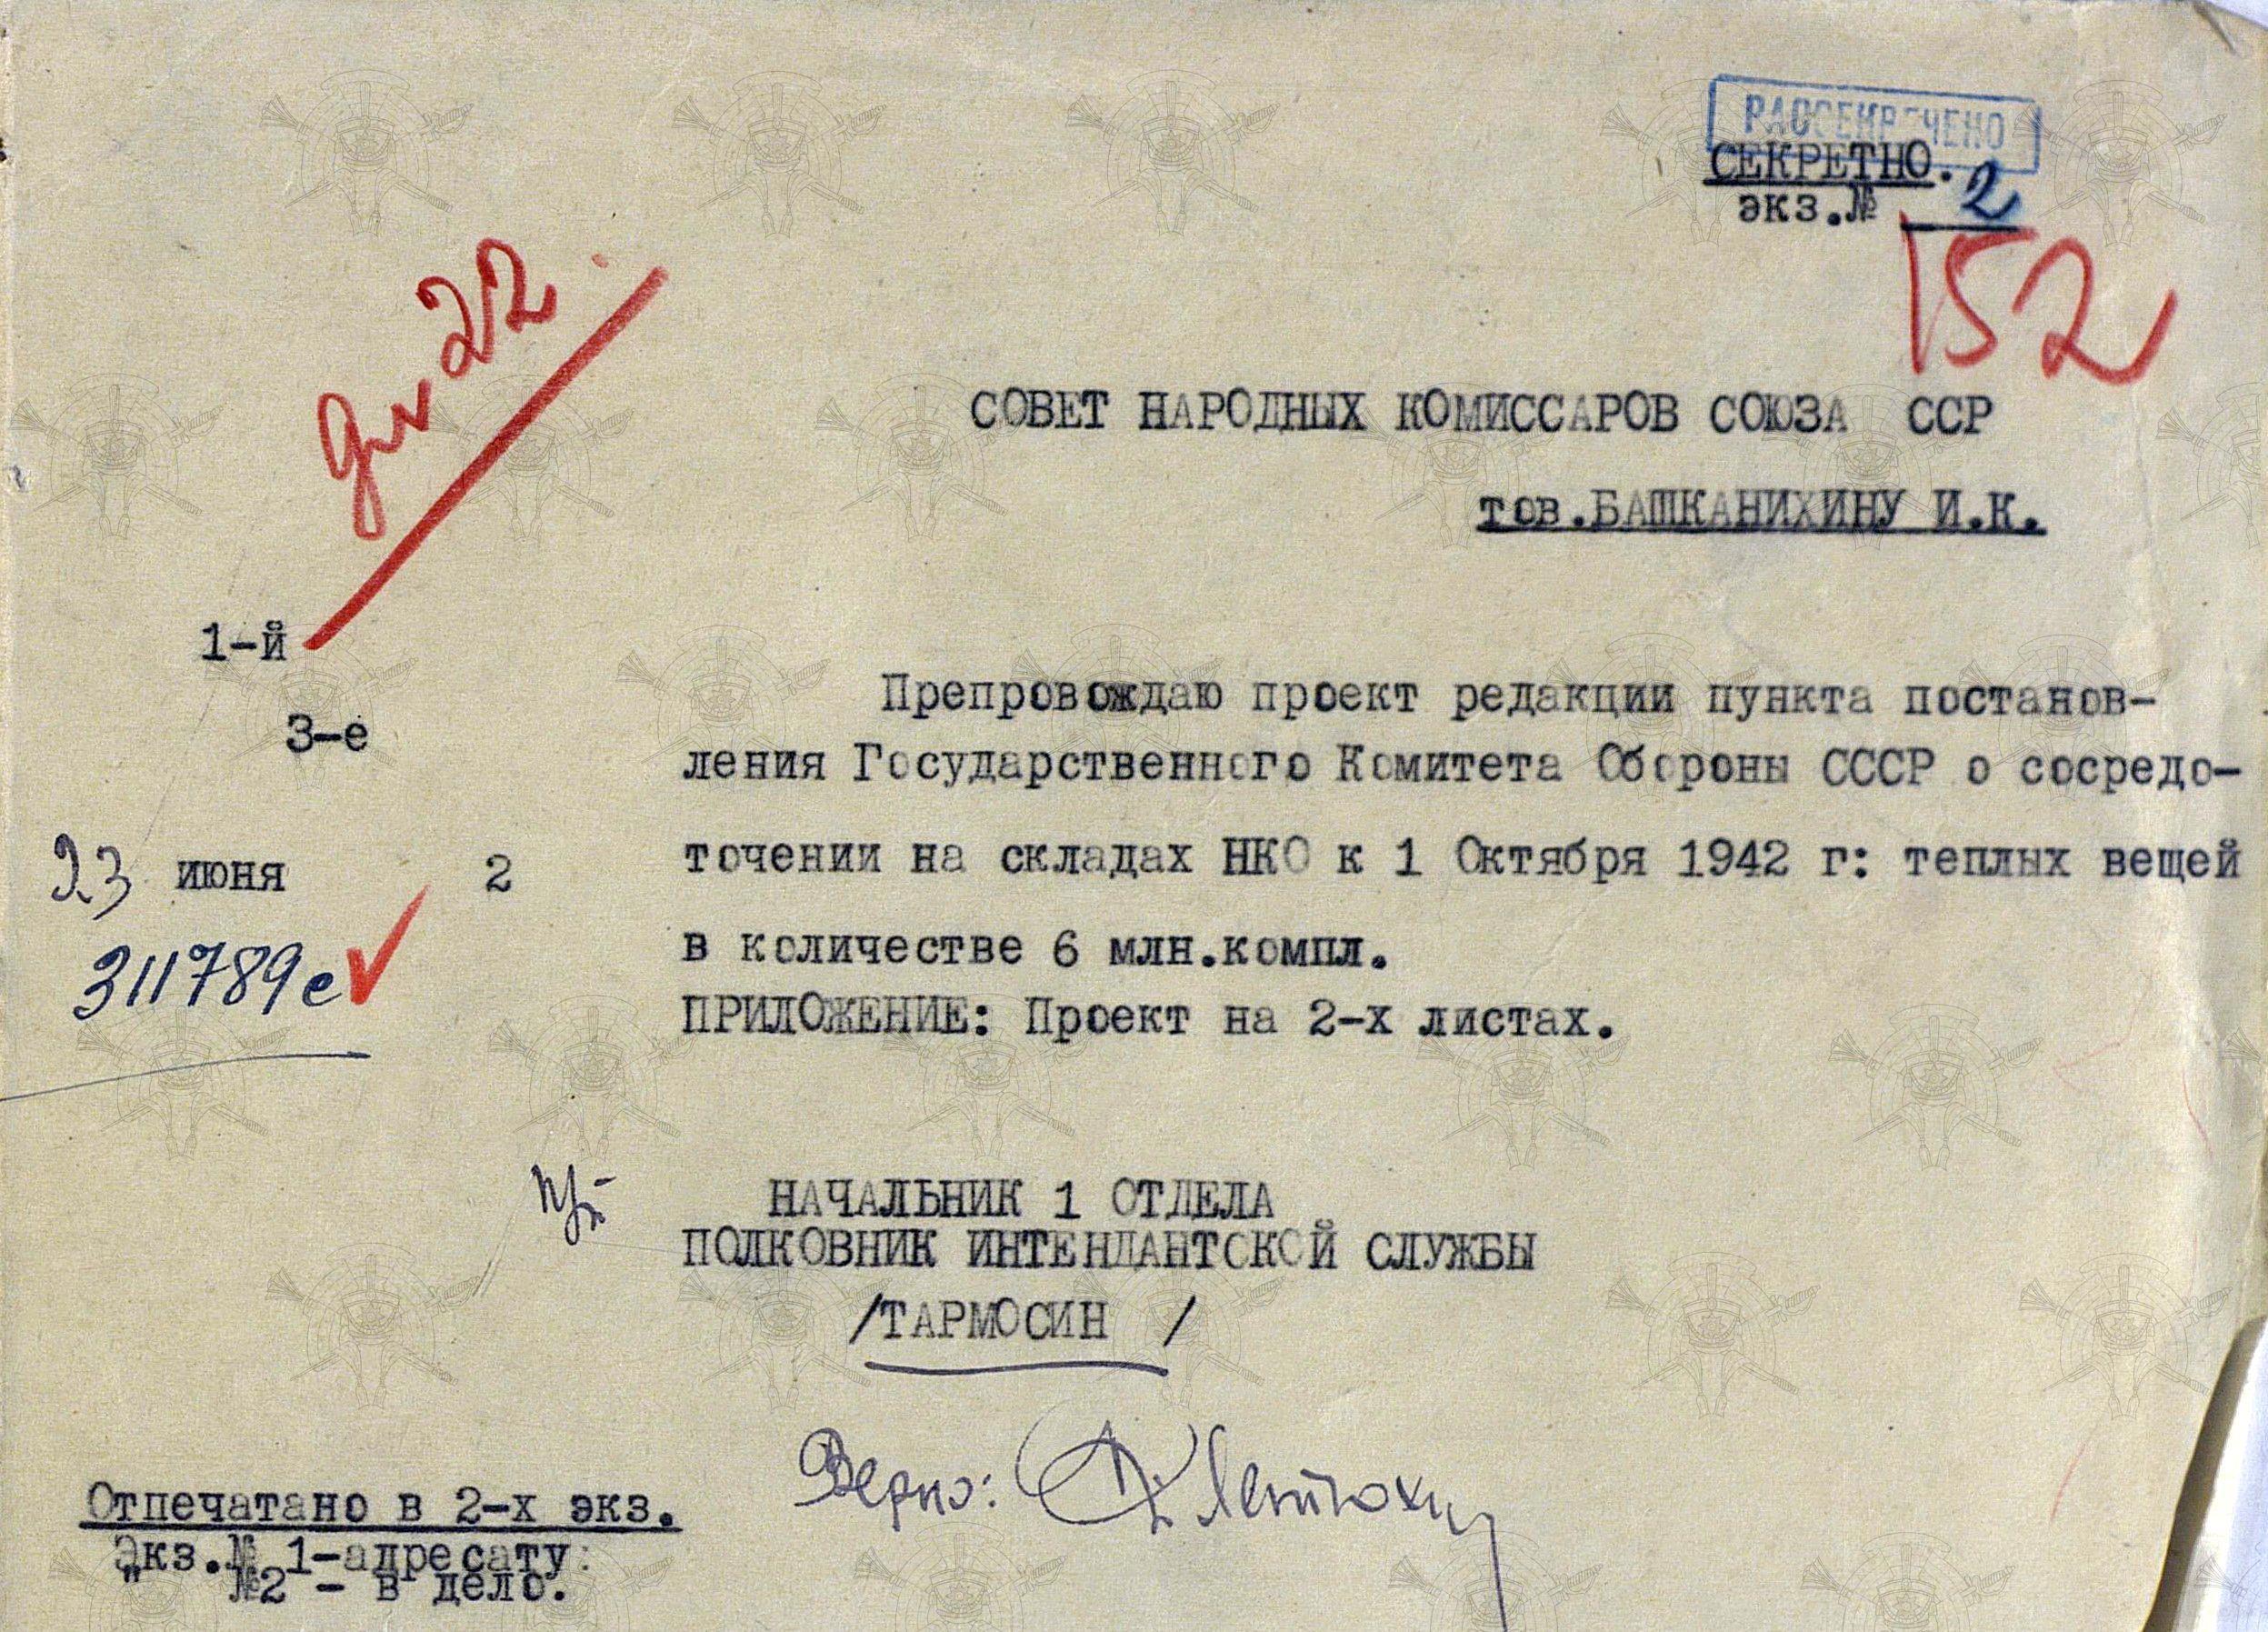 РАССЕКРЕЧЕНО
СЕКРЕТНО.
экз.№ 2
152
22
СОВЕТ НАРОДНЫХ КОМИССАРОВ СОЮЗА ССР
тов.БАШКАНИХИНУ И.К.
1-й
3-е
Препровождаю проект редакции пункта постанов-
ления Государственного Комитета Обороны СССР о сосредо-
23 июня 2
точении на складах НКО к 1 Октября 1942 г: теплых вещей
311789с
в количестве 6 млн.компл.
ПРИЛОЖЕНИЕ: Проект на 2-х листах.
НАЧАЛЬНИК 1 ОТДЕЛА
ПОЛКОВНИК ИНТЕНДАНТСКОЙ СЛУЖБЫ
/ТАРМОСИН /
Верно:
Отпечатано в 2-х экз.
Экз.№ 1-адресату.
" №2 - в дело.